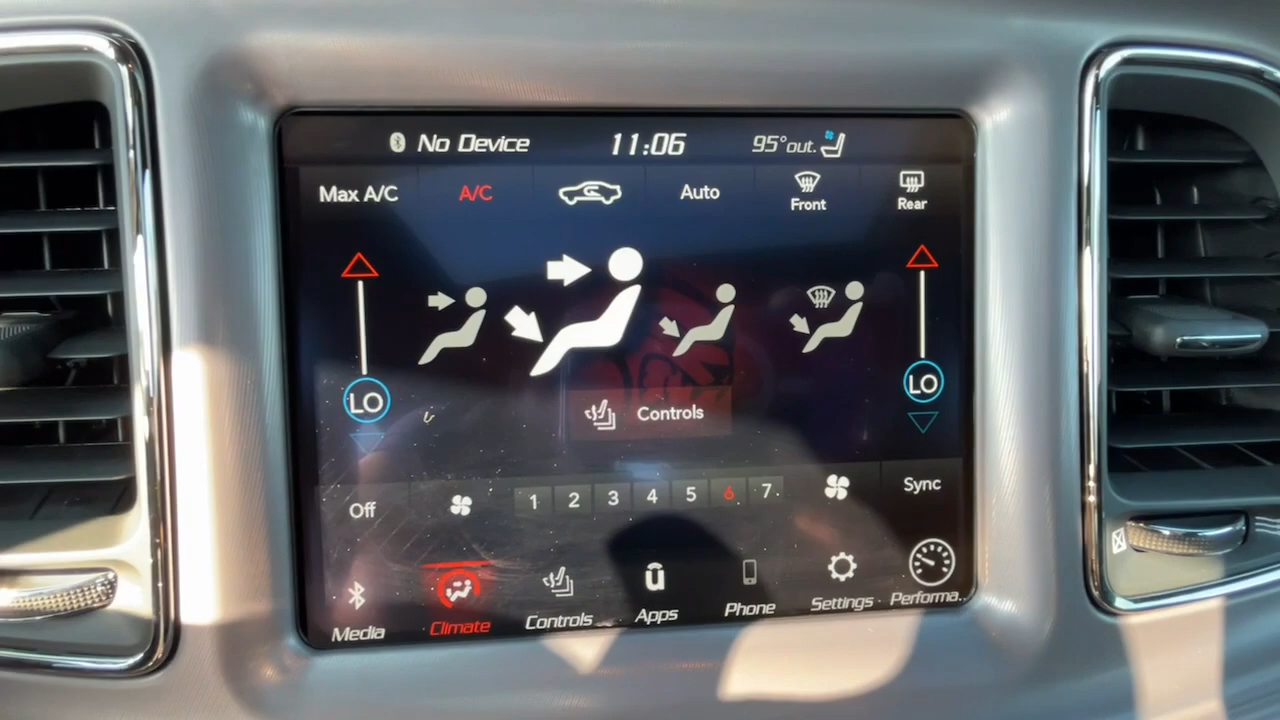 No Device 11:06 95° out.
Max A/C A/C Auto Front Rear
LO LO
Controls
Off 1 2 3 4 5 6 7 Sync
Media Climate Controls Apps Phone Settings Performa..